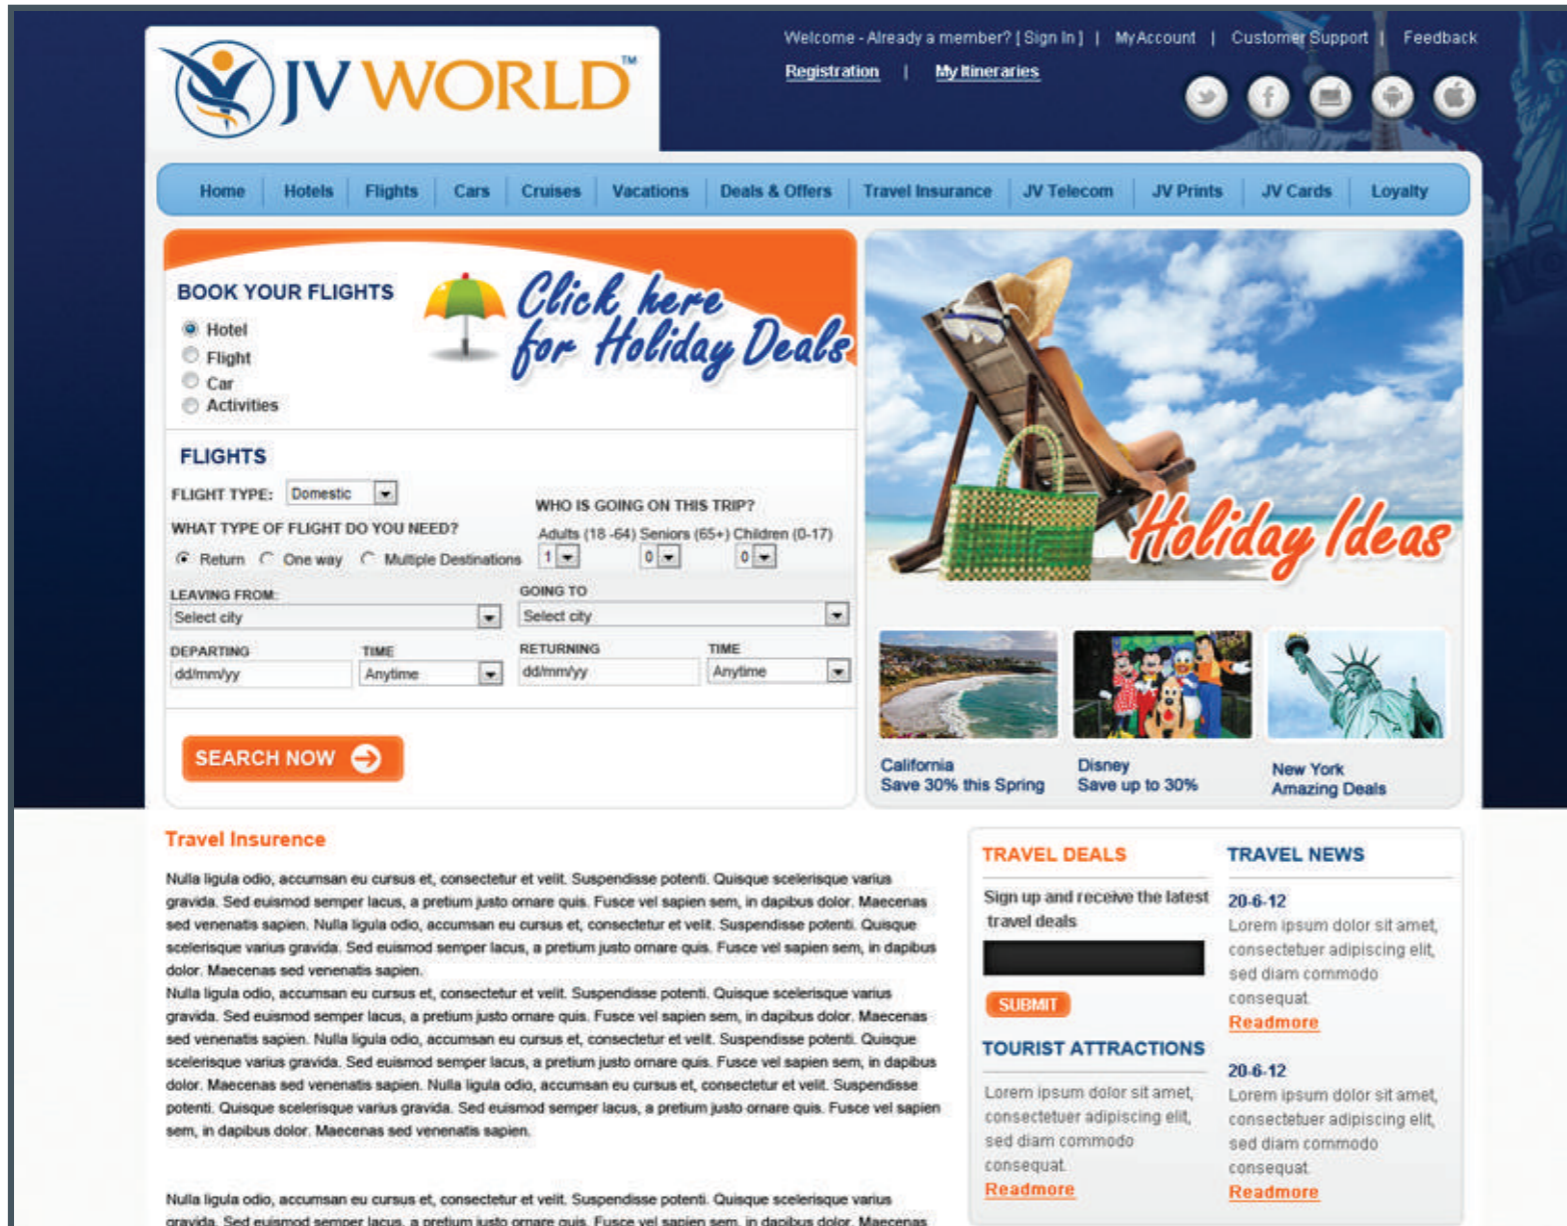 JV WORLD™
Welcome - Already a member? [ Sign In ] | My Account | Customer Support | Feedback
Registration | My Itineraries
Home Hotels Flights Cars Cruises Vacations Deals & Offers Travel Insurance JV Telecom JV Prints JV Cards Loyalty
BOOK YOUR FLIGHTS
Hotel
Flight
Car
Activities
Click here
for Holiday Deals
FLIGHTS
FLIGHT TYPE: Domestic
WHAT TYPE OF FLIGHT DO YOU NEED?
Return One way Multiple Destinations
WHO IS GOING ON THIS TRIP?
Adults (18 -64) Seniors (65+) Children (0-17)
1 0 0
LEAVING FROM:
Select city
GOING TO
Select city
DEPARTING TIME
dd/mm/yy Anytime
RETURNING TIME
dd/mm/yy Anytime
SEARCH NOW
Holiday Ideas
California
Save 30% this Spring
Disney
Save up to 30%
New York
Amazing Deals
Travel Insurence
Nulla ligula odio, accumsan eu cursus et, consectetur et velit. Suspendisse potenti. Quisque scelerisque varius
gravida. Sed euismod semper lacus, a pretium justo ornare quis. Fusce vel sapien sem, in dapibus dolor. Maecenas
sed venenatis sapien. Nulla ligula odio, accumsan eu cursus et, consectetur et velit. Suspendisse potenti. Quisque
scelerisque varius gravida. Sed euismod semper lacus, a pretium justo ornare quis. Fusce vel sapien sem, in dapibus
dolor. Maecenas sed venenatis sapien.
Nulla ligula odio, accumsan eu cursus et, consectetur et velit. Suspendisse potenti. Quisque scelerisque varius
gravida. Sed euismod semper lacus, a pretium justo ornare quis. Fusce vel sapien sem, in dapibus dolor. Maecenas
sed venenatis sapien. Nulla ligula odio, accumsan eu cursus et, consectetur et velit. Suspendisse potenti. Quisque
scelerisque varius gravida. Sed euismod semper lacus, a pretium justo ornare quis. Fusce vel sapien sem, in dapibus
dolor. Maecenas sed venenatis sapien. Nulla ligula odio, accumsan eu cursus et, consectetur et velit. Suspendisse
potenti. Quisque scelerisque varius gravida. Sed euismod semper lacus, a pretium justo ornare quis. Fusce vel sapien
sem, in dapibus dolor. Maecenas sed venenatis sapien.
Nulla ligula odio, accumsan eu cursus et, consectetur et velit. Suspendisse potenti. Quisque scelerisque varius
gravida. Sed euismod semper lacus, a pretium justo ornare quis. Fusce vel sapien sem, in dapibus dolor. Maecenas
TRAVEL DEALS
Sign up and receive the latest
travel deals
SUBMIT
TOURIST ATTRACTIONS
Lorem ipsum dolor sit amet,
consectetuer adipiscing elit,
sed diam commodo
consequat.
Readmore
TRAVEL NEWS
20-6-12
Lorem ipsum dolor sit amet,
consectetuer adipiscing elit,
sed diam commodo
consequat.
Readmore
20-6-12
Lorem ipsum dolor sit amet,
consectetuer adipiscing elit,
sed diam commodo
consequat.
Readmore